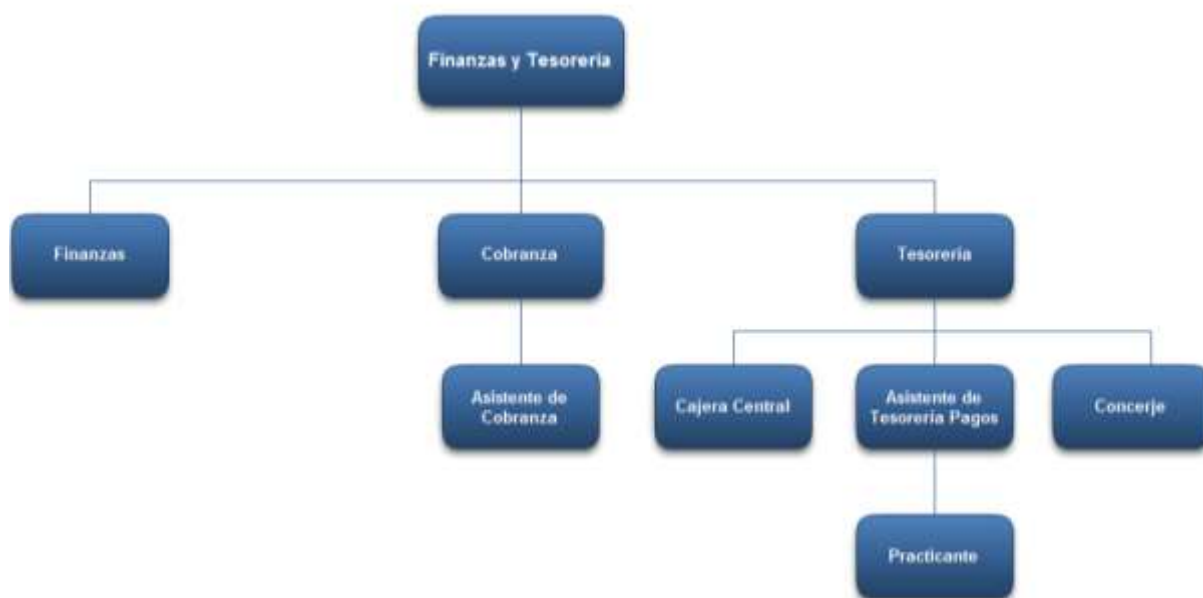 Finanzas y Tesorería
Finanzas
Cobranza
Tesorería
Asistente de
Cobranza
Cajera Central
Asistente de
Tesorería Pagos
Concerje
Practicante